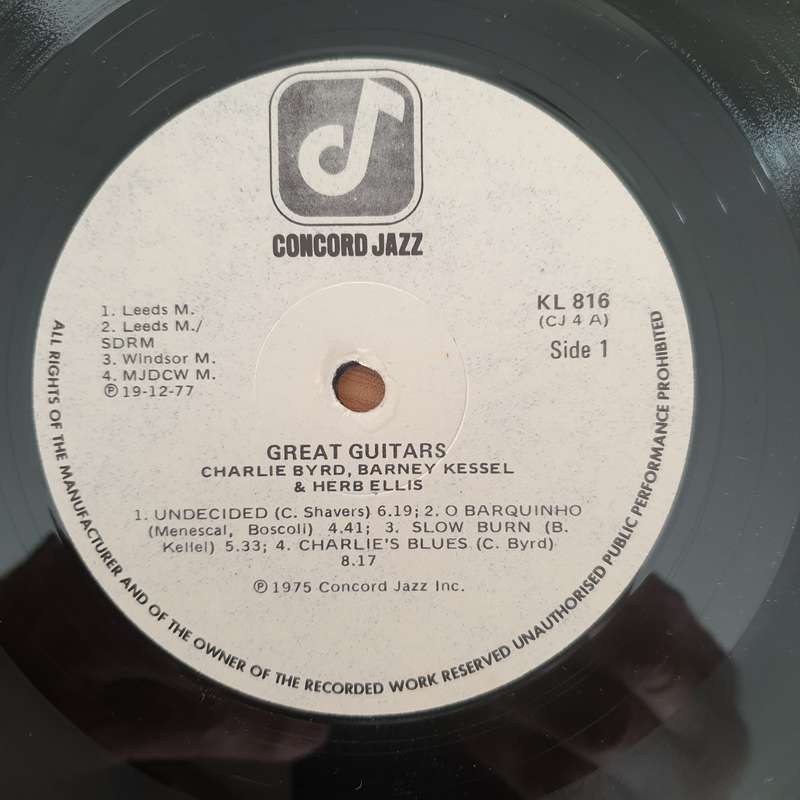 CONCORD JAZZ
1. Leeds M.
2. Leeds M./
SDRM
3. Windsor M.
4. MJDCW M.
Ⓟ19-12-77
KL 816
(CJ 4 A)
Side 1
GREAT GUITARS
CHARLIE BYRD, BARNEY KESSEL
& HERB ELLIS
1. UNDECIDED (C. Shavers) 6.19; 2. O BARQUINHO
(Menescal, Boscoli) 4.41; 3. SLOW BURN (B.
Kellel) 5.33; 4. CHARLIE'S BLUES (C. Byrd)
8.17
Ⓟ1975 Concord Jazz Inc.
ALL RIGHTS OF THE MANUFACTURER AND OF THE OWNER OF THE RECORDED WORK RESERVED UNAUTHORISED PUBLIC PERFORMANCE PROHIBITED